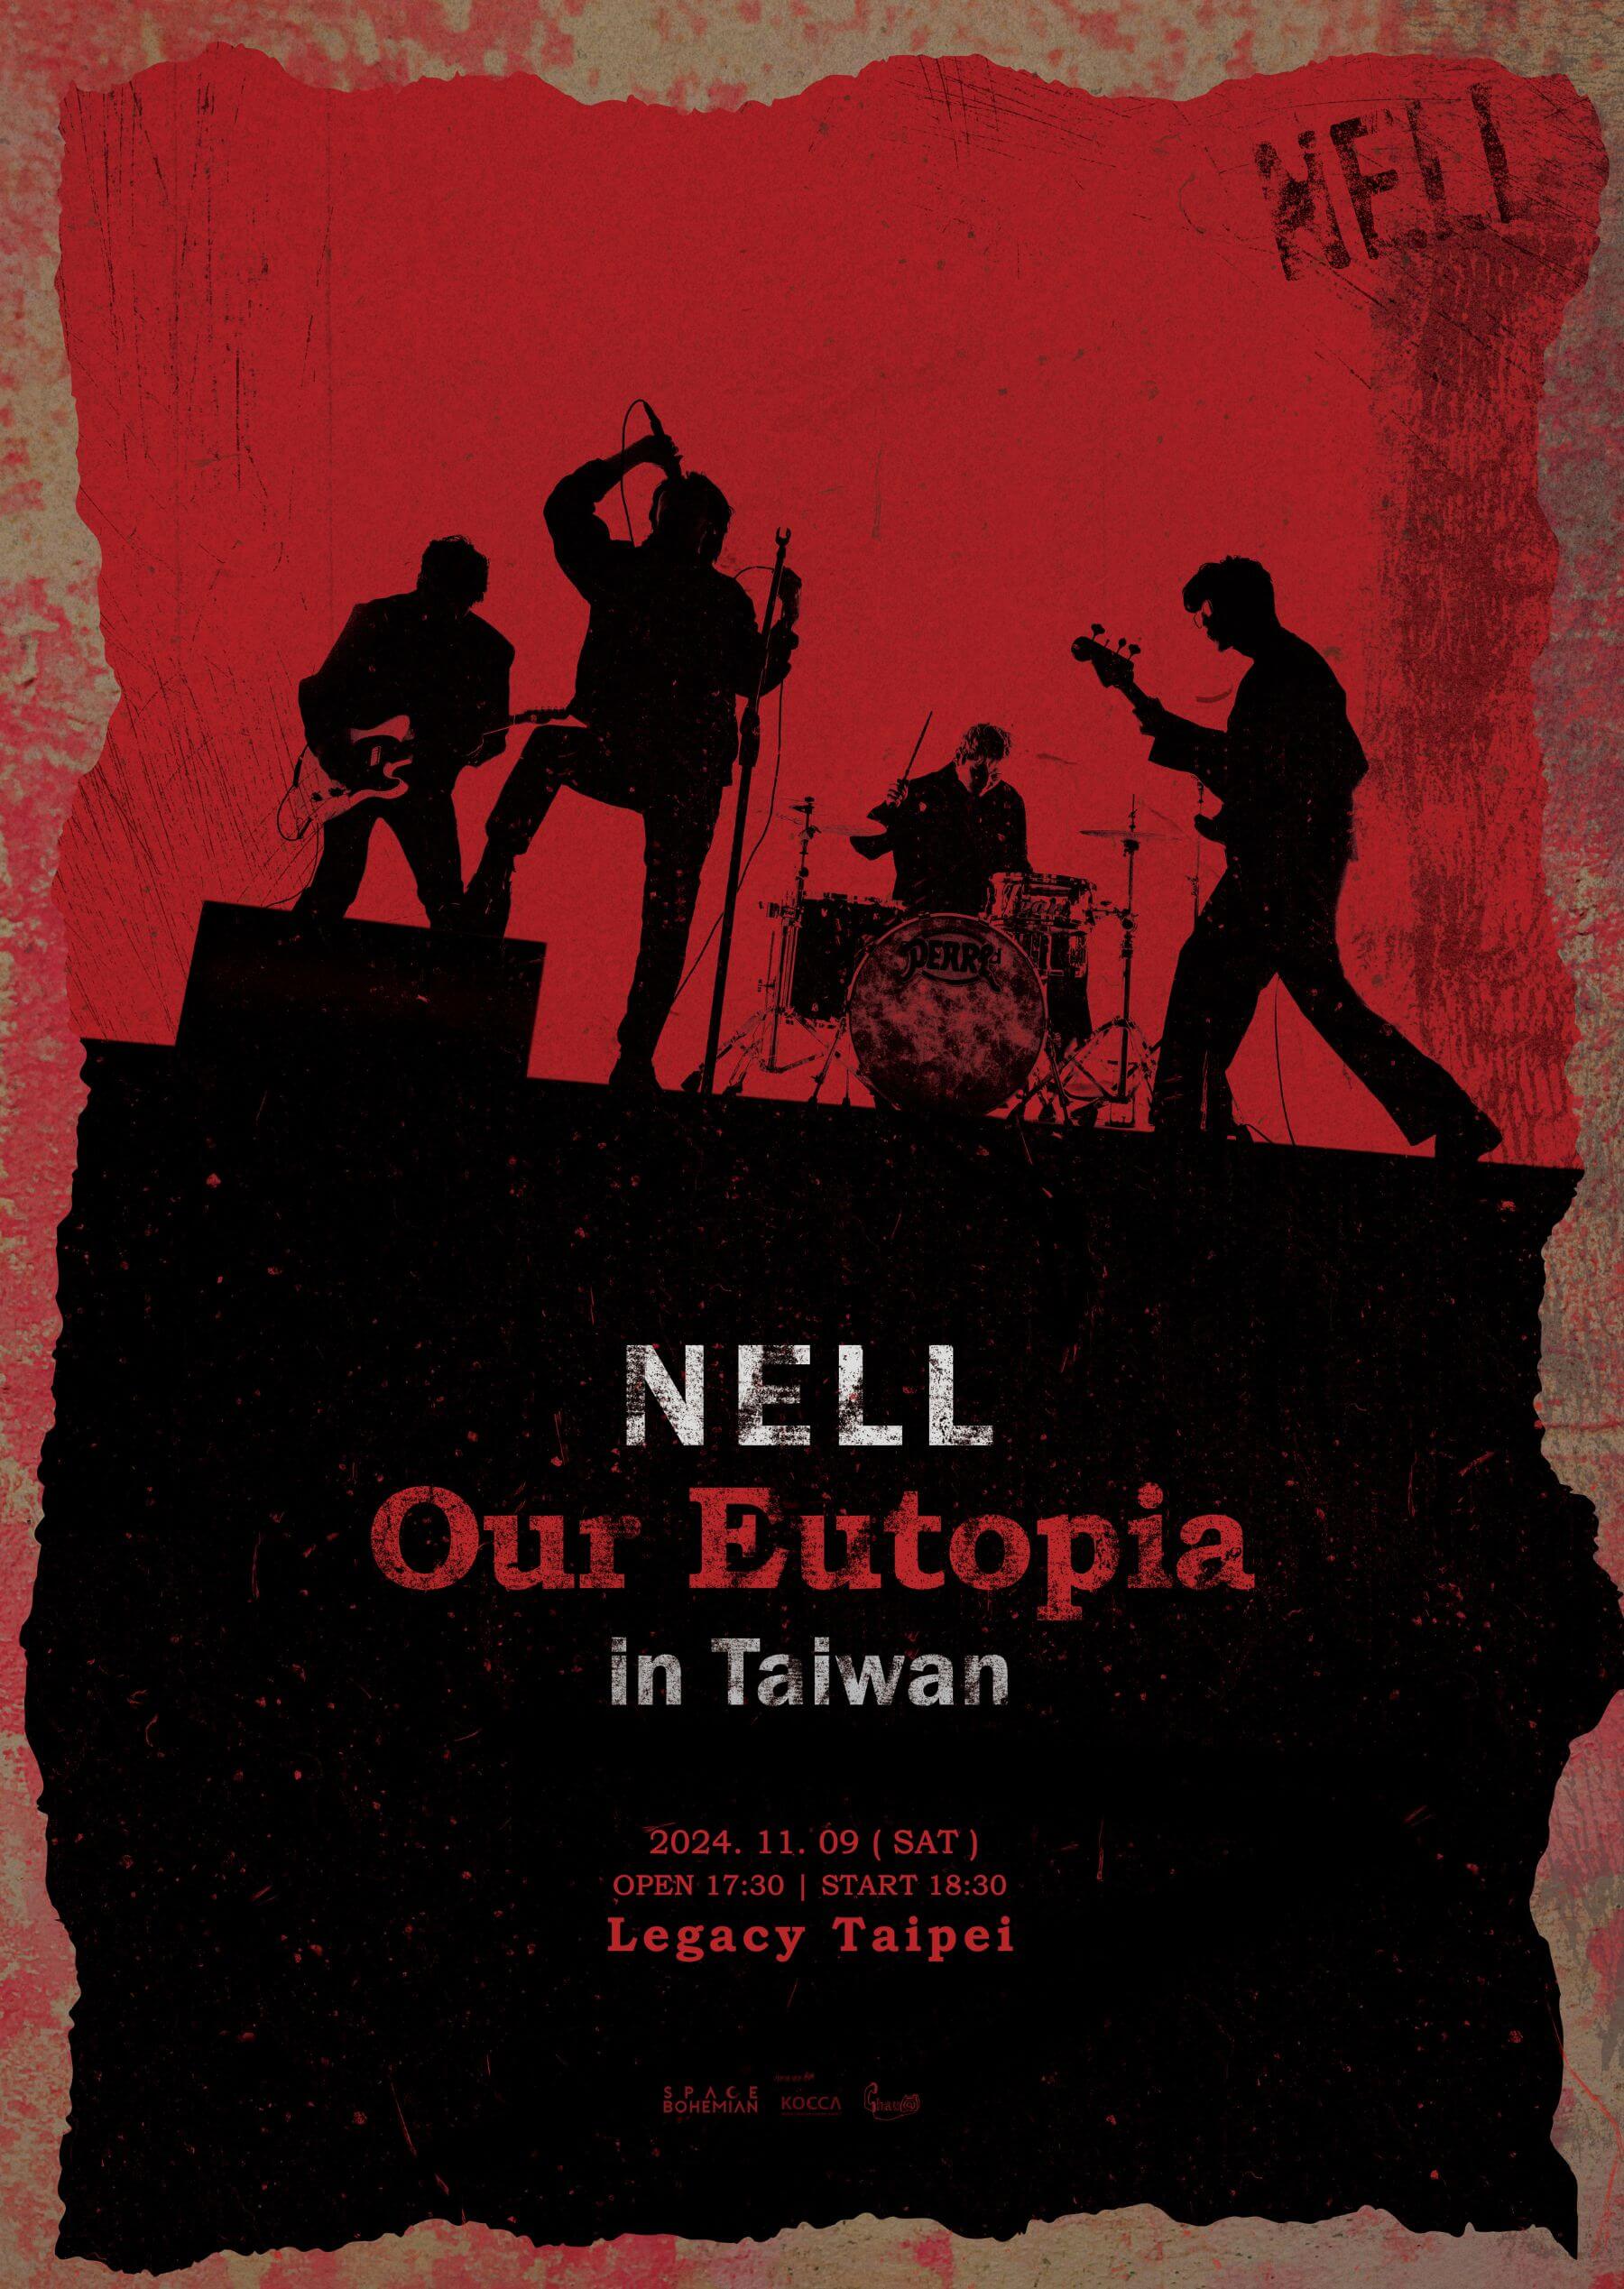 NELL
PEARL
NELL
Our Eutopia
in Taiwan
2024. 11. 09 ( SAT )
OPEN 17:30 | START 18:30
Legacy Taipei
SPACE
BOHEMIAN
KOCCA